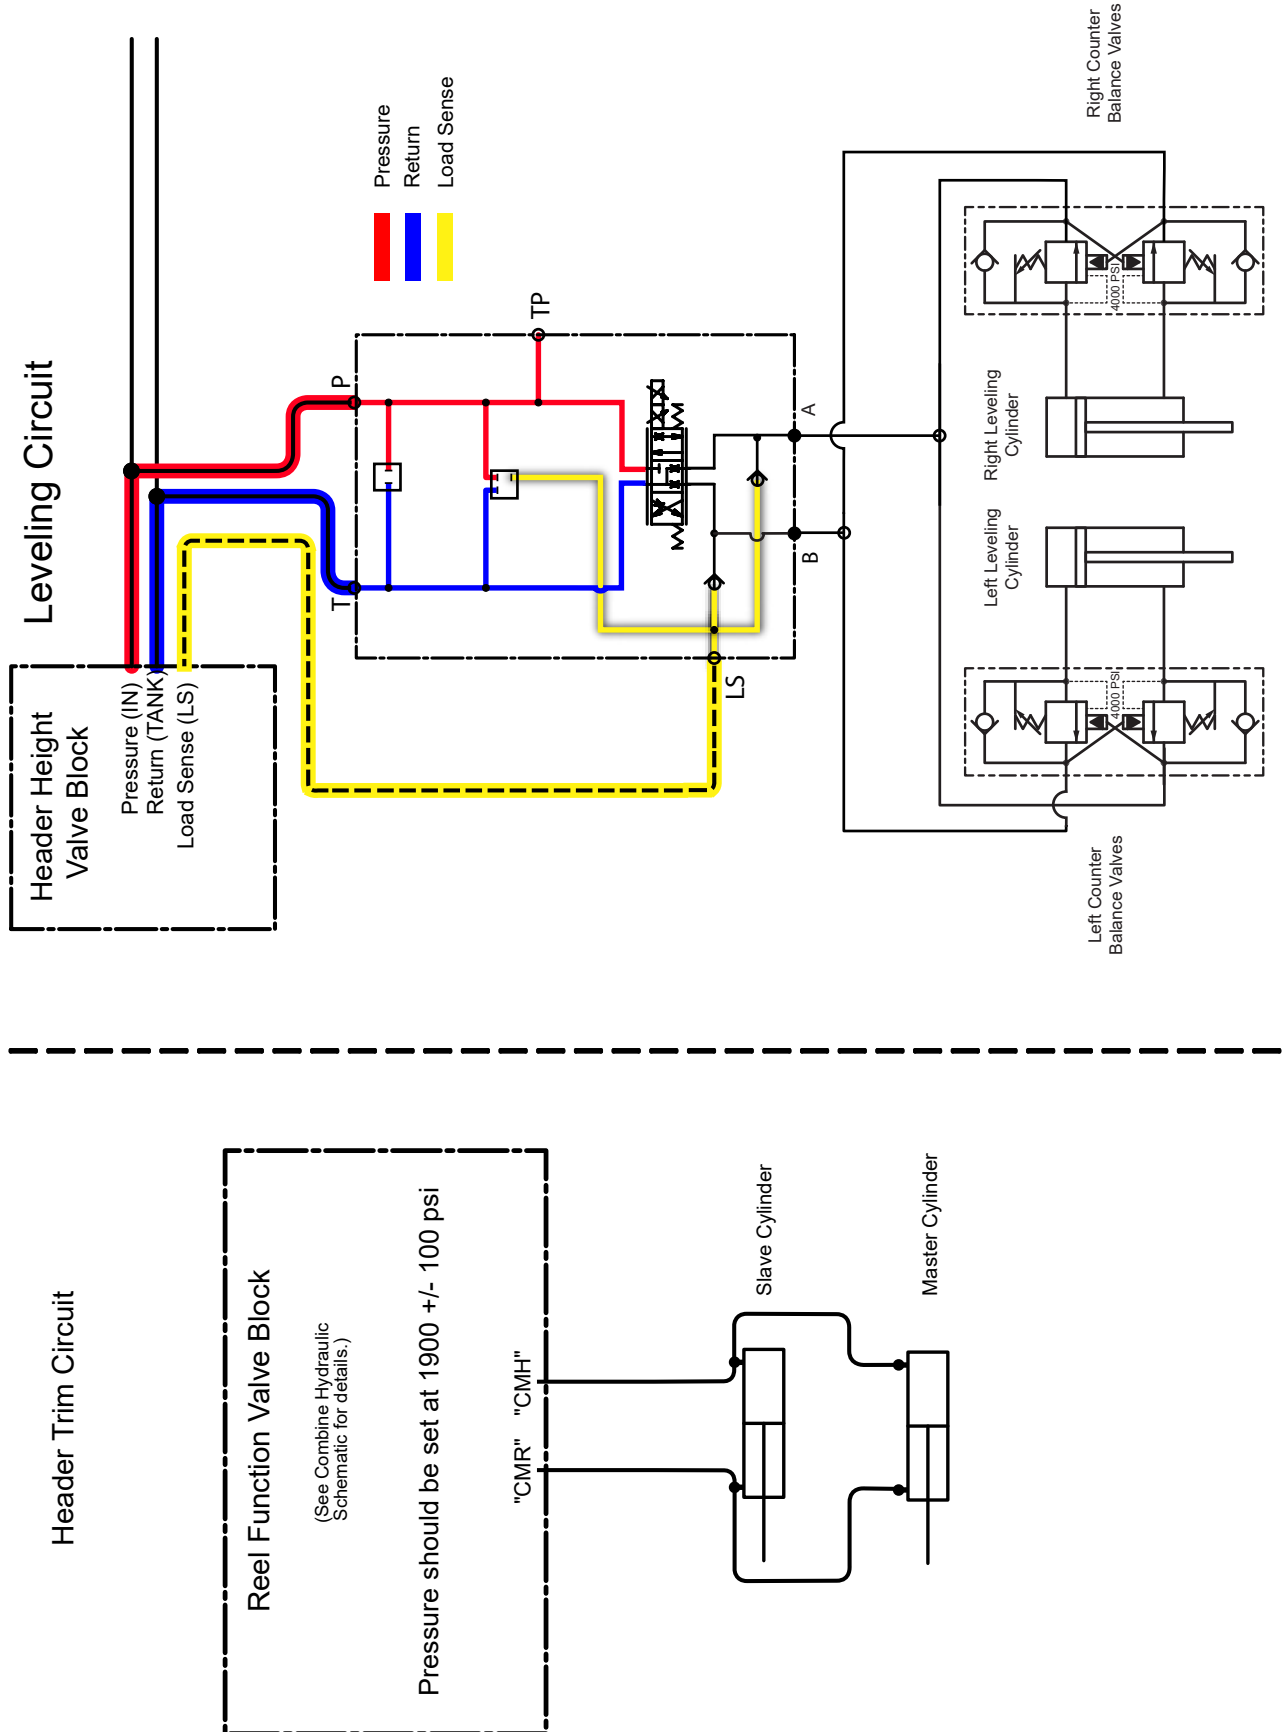 Leveling Circuit
Header Height
Valve Block
Pressure (IN)
Return (TANK)
Load Sense (LS)
Pressure
Return
Load Sense
P
T
TP
LS
A
B
Right Counter
Balance Valves
4000 PSI
Right Leveling
Cylinder
Left Leveling
Cylinder
4000 PSI
Left Counter
Balance Valves
Header Trim Circuit
Reel Function Valve Block
(See Combine Hydraulic
Schematic for details.)
Pressure should be set at 1900 +/- 100 psi
"CMR" "CMH"
Slave Cylinder
Master Cylinder